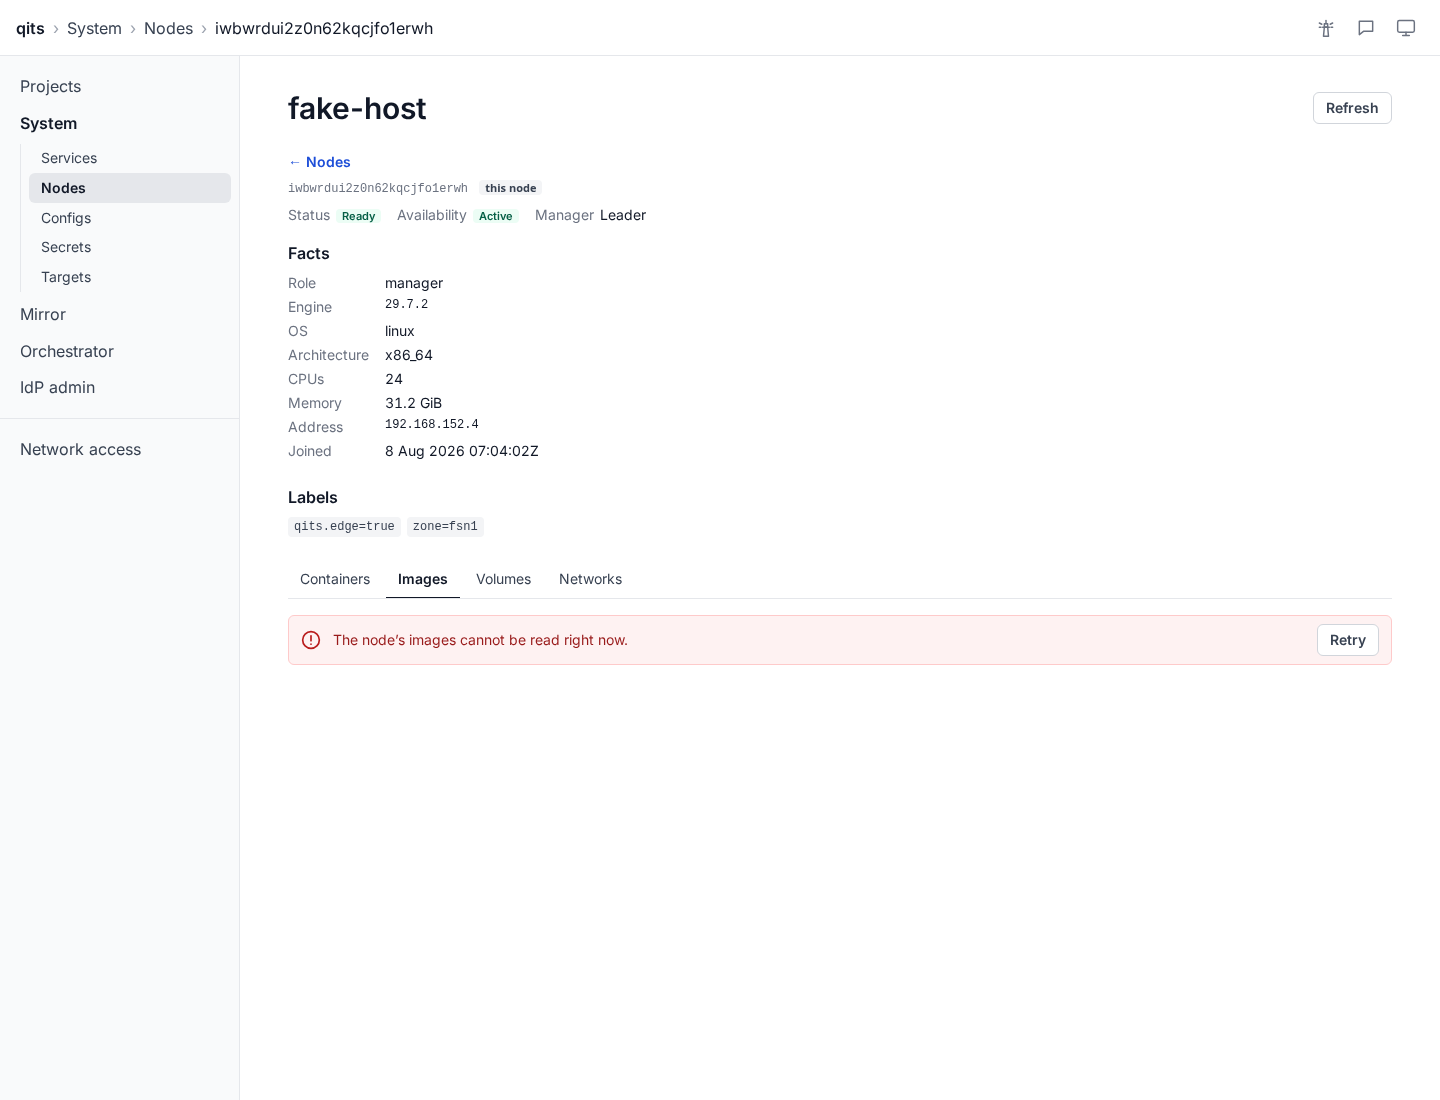 qits › System › Nodes › iwbwrdui2z0n62kqcjfo1erwh
Projects
System
Services
Nodes
Configs
Secrets
Targets
Mirror
Orchestrator
IdP admin
Network access
fake-host
Refresh
← Nodes
iwbwrdui2z0n62kqcjfo1erwh this node
Status Ready Availability Active Manager Leader
Facts
Role manager
Engine 29.7.2
OS linux
Architecture x86_64
CPUs 24
Memory 31.2 GiB
Address 192.168.152.4
Joined 8 Aug 2026 07:04:02Z
Labels
qits.edge=true zone=fsn1
Containers Images Volumes Networks
The node’s images cannot be read right now. Retry